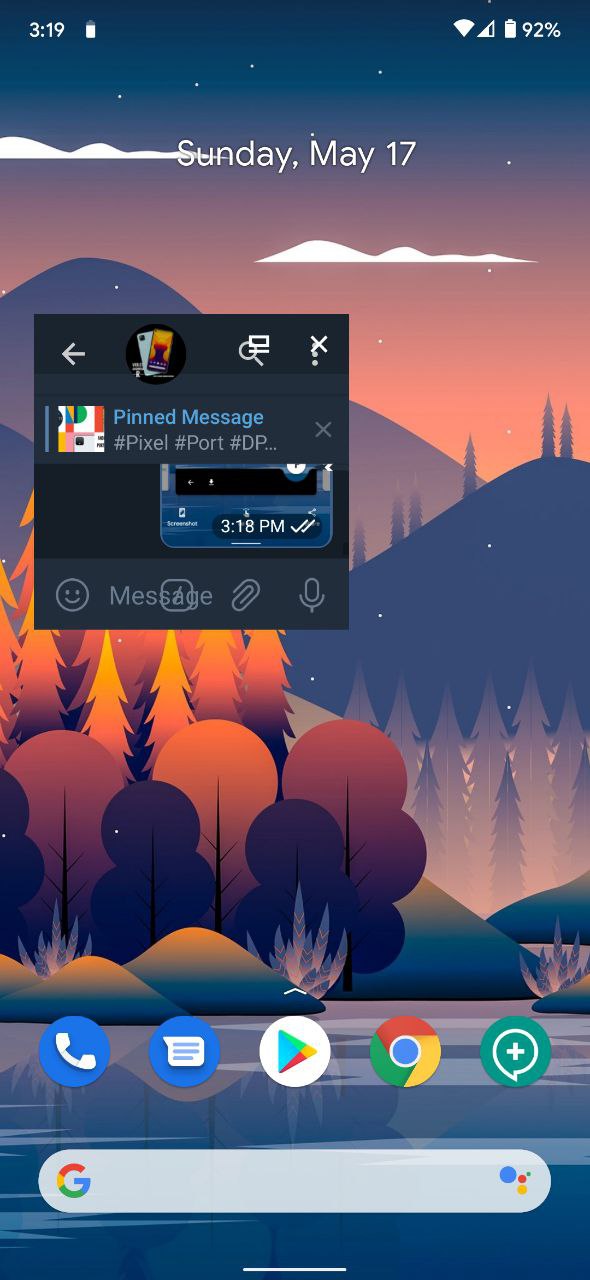 3:19
92%
Sunday, May 17
Pinned Message
#Pixel #Port #DP...
Screenshot
3:18 PM
Message